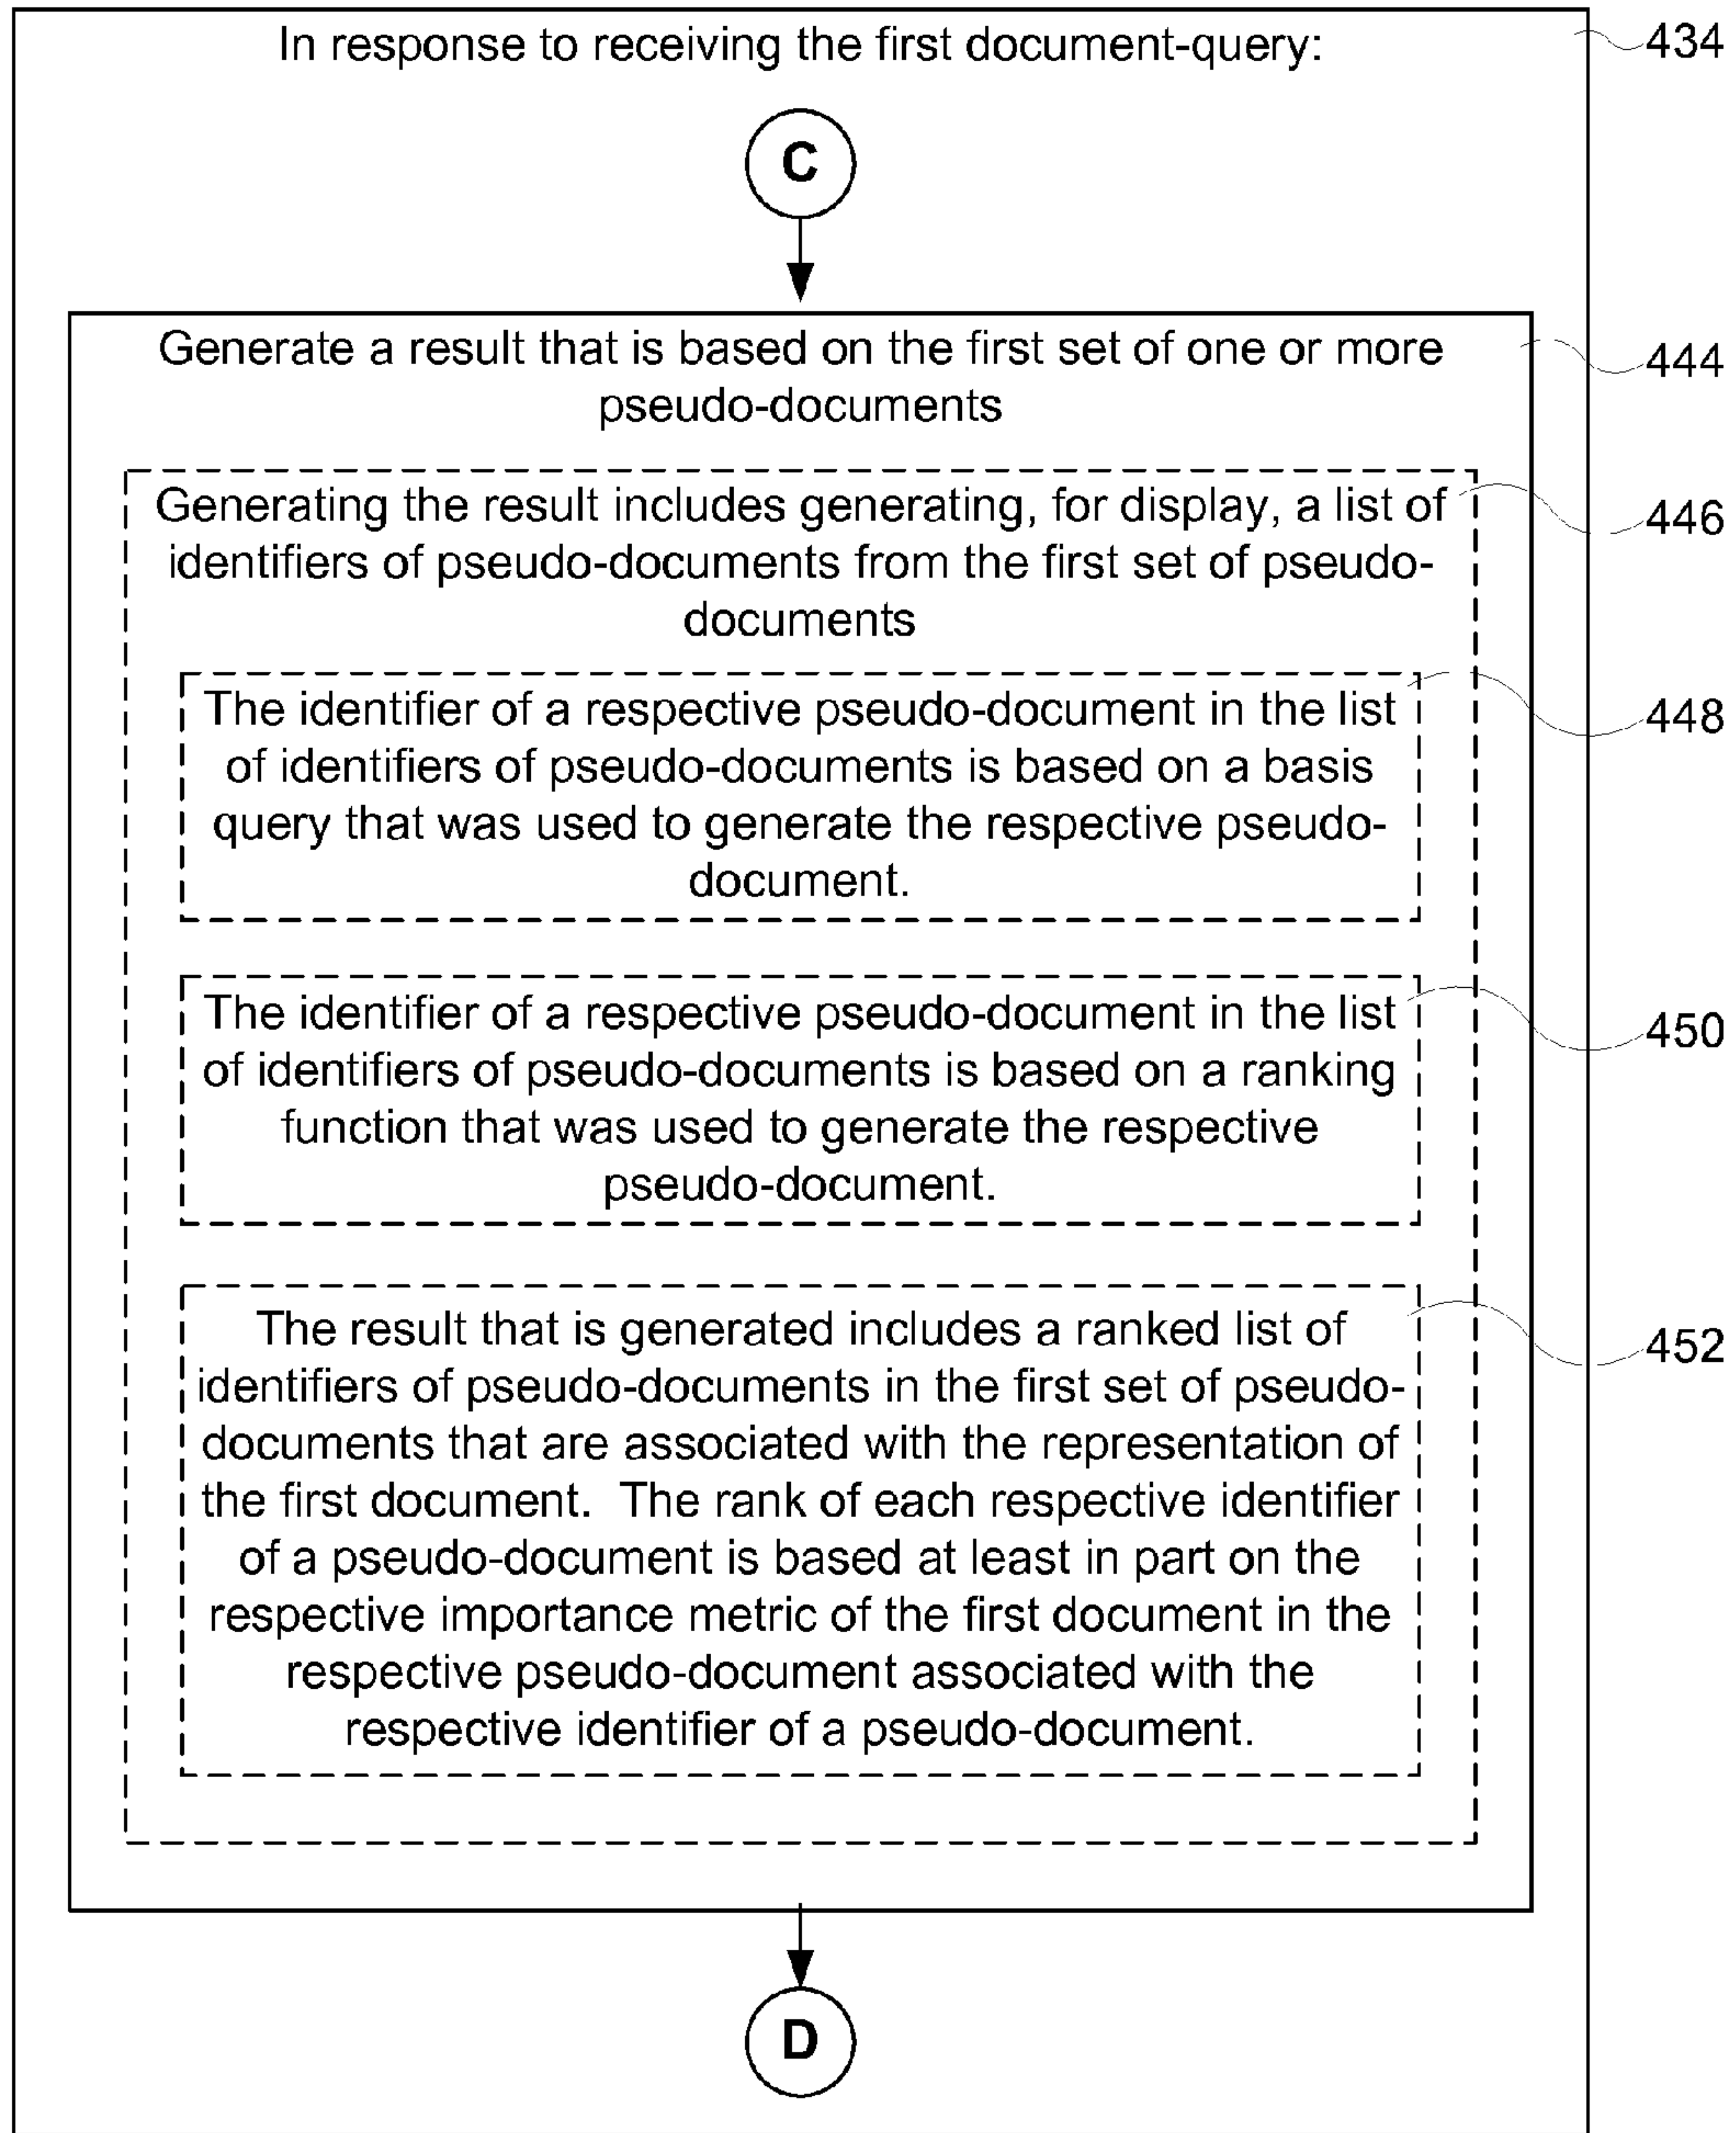 In response to receiving the first document-query:
434
C
Generate a result that is based on the first set of one or more
pseudo-documents
444
Generating the result includes generating, for display, a list of
identifiers of pseudo-documents from the first set of pseudo-
documents
446
The identifier of a respective pseudo-document in the list
of identifiers of pseudo-documents is based on a basis
query that was used to generate the respective pseudo-
document.
448
The identifier of a respective pseudo-document in the list
of identifiers of pseudo-documents is based on a ranking
function that was used to generate the respective
pseudo-document.
450
The result that is generated includes a ranked list of
identifiers of pseudo-documents in the first set of pseudo-
documents that are associated with the representation of
the first document. The rank of each respective identifier
of a pseudo-document is based at least in part on the
respective importance metric of the first document in the
respective pseudo-document associated with the
respective identifier of a pseudo-document.
452
D